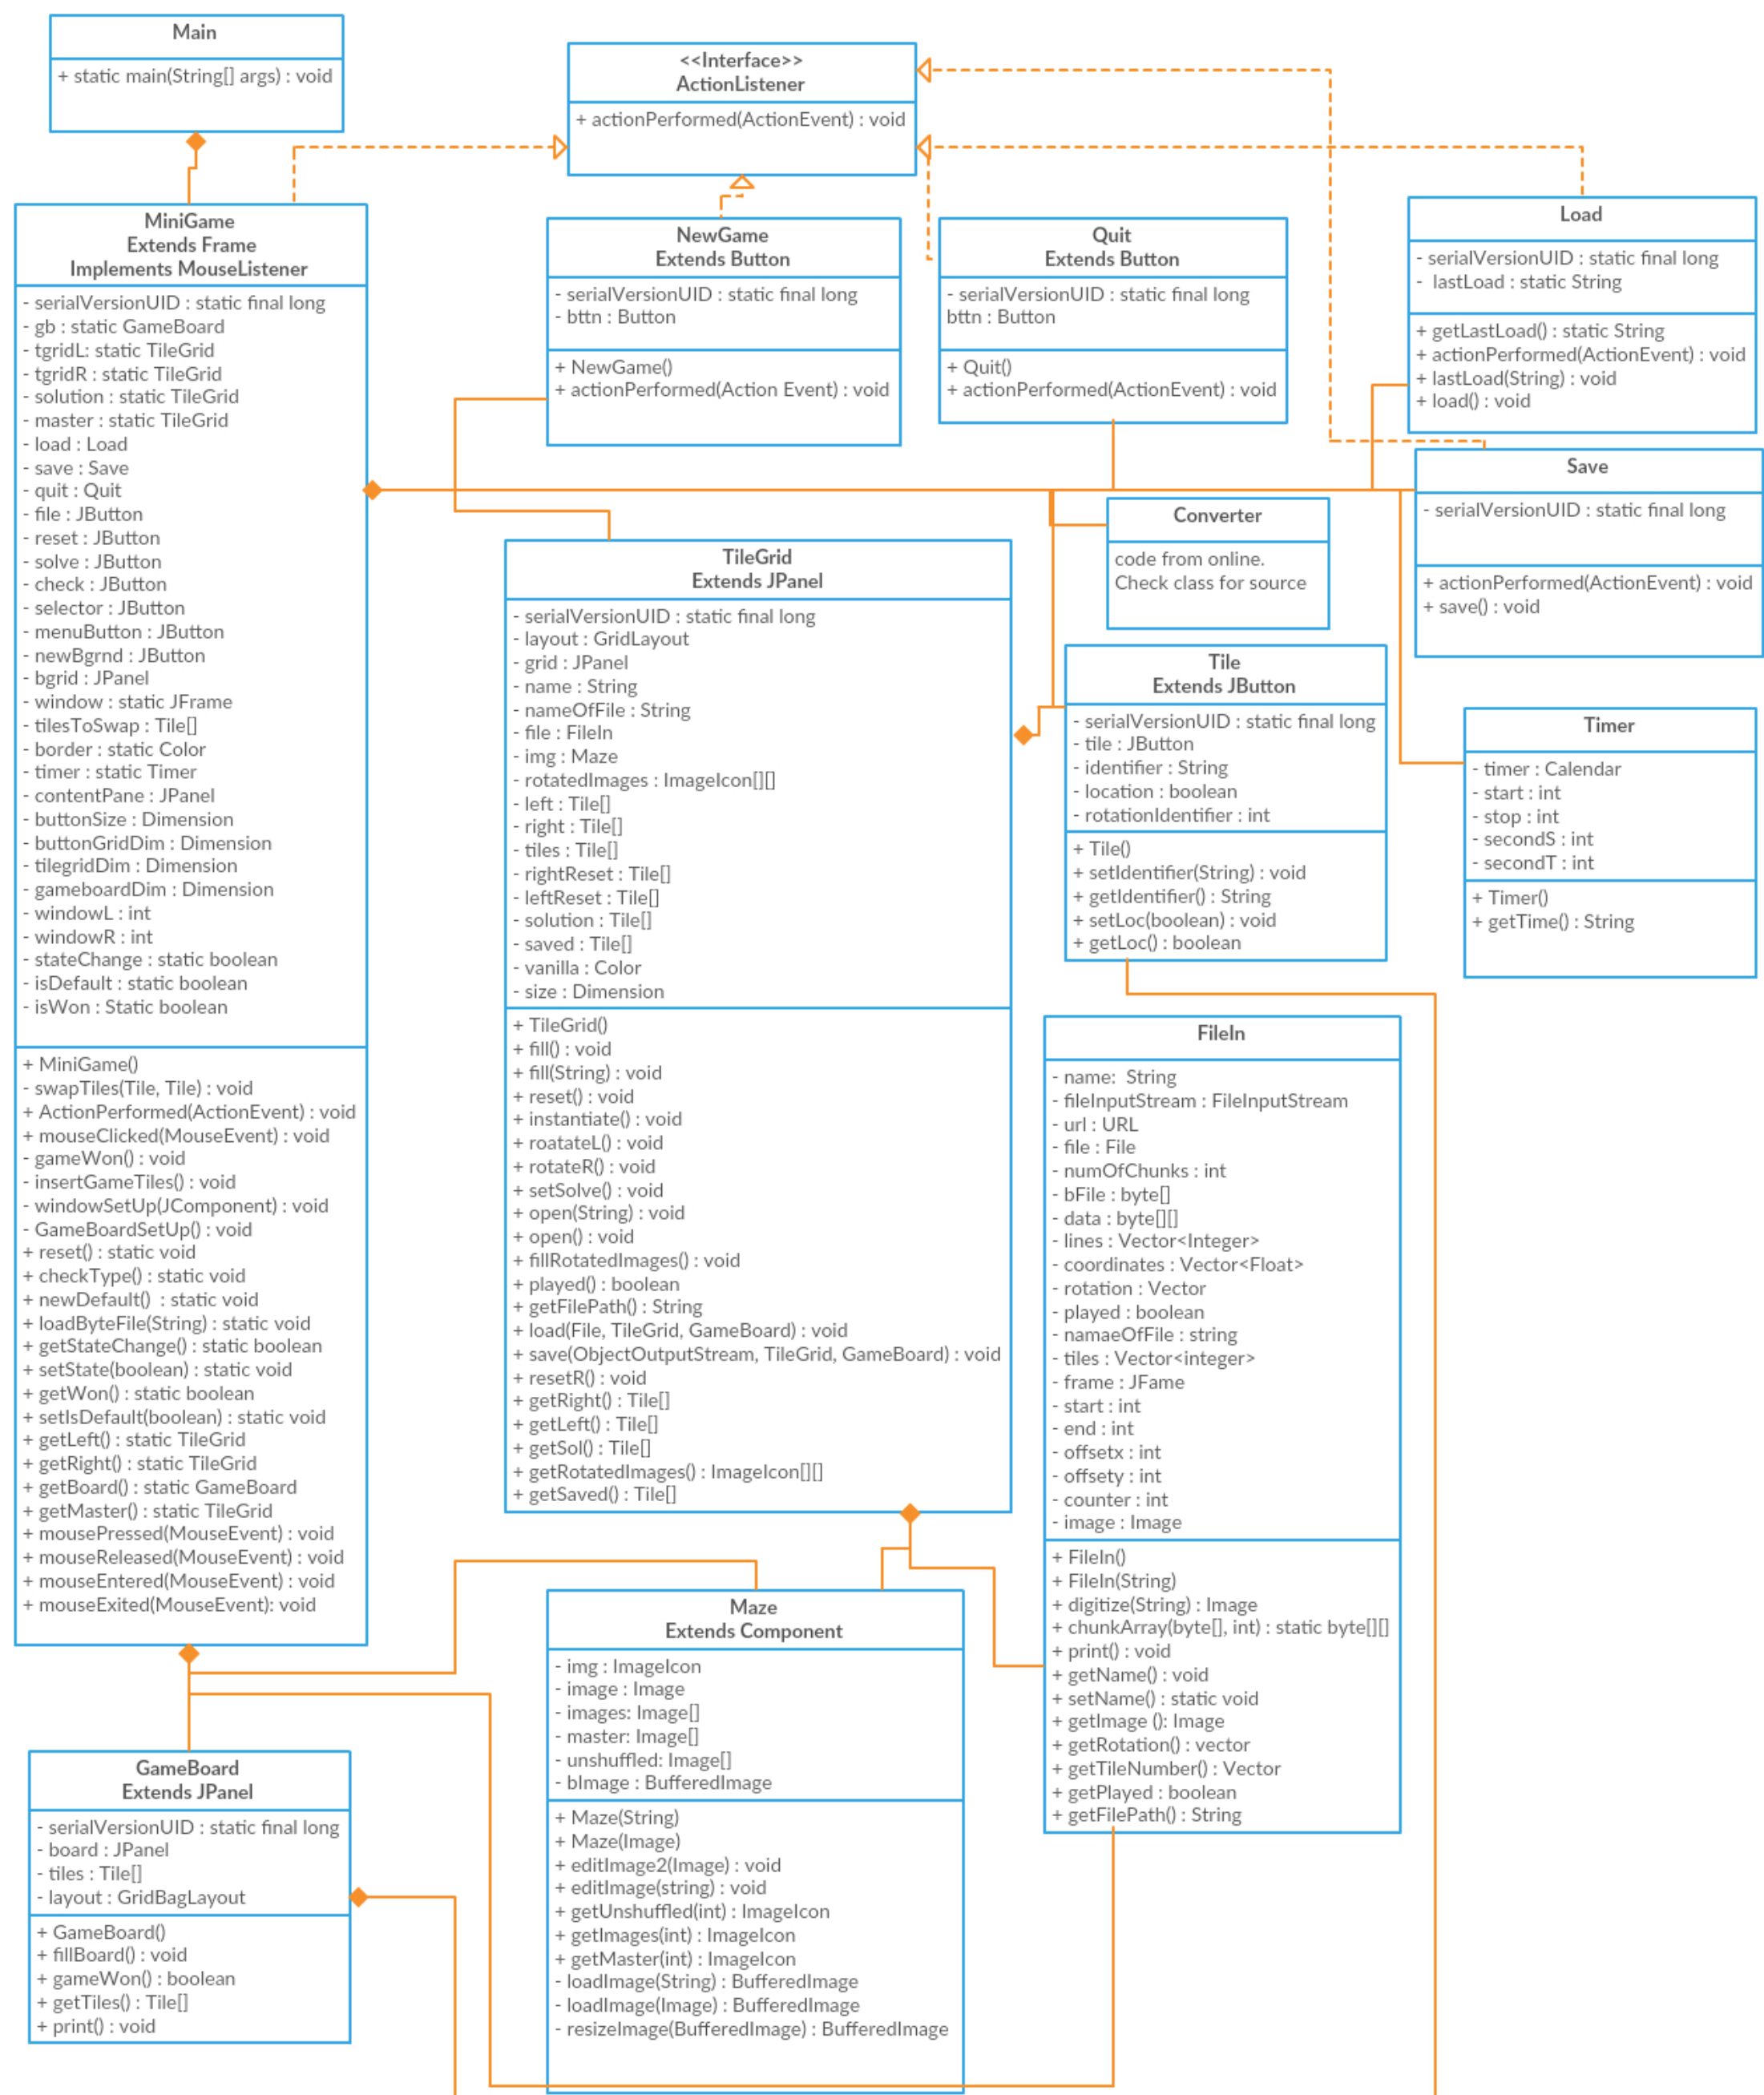 Main
+ static main(String[] args) : void
<<Interface>>
ActionListener
+ actionPerformed(ActionEvent) : void
MiniGame
Extends Frame
Implements MouseListener
- serialVersionUID : static final long
- gb : static GameBoard
- tgridL: static TileGrid
- tgridR : static TileGrid
- solution : static TileGrid
- master : static TileGrid
- load : Load
- save : Save
- quit : Quit
- file : JButton
- reset : JButton
- solve : JButton
- check : JButton
- selector : JButton
- menuButton : JButton
- newBgrnd : JButton
- bgrid : JPanel
- window : static JFrame
- tilesToSwap : Tile[]
- border : static Color
- timer : static Timer
- contentPane : JPanel
- buttonSize : Dimension
- buttonGridDim : Dimension
- tilegridDim : Dimension
- gameboardDim : Dimension
- windowL : int
- windowR : int
- stateChange : static boolean
- isDefault : static boolean
- isWon : Static boolean
+ MiniGame()
- swapTiles(Tile, Tile) : void
+ ActionPerformed(ActionEvent) : void
+ mouseClicked(MouseEvent) : void
- gameWon() : void
- insertGameTiles() : void
- windowSetUp(JComponent) : void
- GameBoardSetUp() : void
+ reset() : static void
+ checkType() : static void
+ newDefault()  : static void
+ loadByteFile(String) : static void
+ getStateChange() : static boolean
+ setState(boolean) : static void
+ getWon() : static boolean
+ setIsDefault(boolean) : static void
+ getLeft() : static TileGrid
+ getRight() : static TileGrid
+ getBoard() : static GameBoard
+ getMaster() : static TileGrid
+ mousePressed(MouseEvent) : void
+ mouseReleased(MouseEvent) : void
+ mouseEntered(MouseEvent) : void
+ mouseExited(MouseEvent): void
NewGame
Extends Button
- serialVersionUID : static final long
- bttn : Button
+ NewGame()
+ actionPerformed(Action Event) : void
Quit
Extends Button
- serialVersionUID : static final long
bttn : Button
+ Quit()
+ actionPerformed(ActionEvent) : void
Load
- serialVersionUID : static final long
-  lastLoad : static String
+ getLastLoad() : static String
+ actionPerformed(ActionEvent) : void
+ lastLoad(String) : void
+ load() : void
Save
- serialVersionUID : static final long
+ actionPerformed(ActionEvent) : void
+ save() : void
Converter
code from online.
Check class for source
TileGrid
Extends JPanel
- serialVersionUID : static final long
- layout : GridLayout
- grid : JPanel
- name : String
- nameOfFile : String
- file : FileIn
- img : Maze
- rotatedImages : ImageIcon[][]
- left : Tile[]
- right : Tile[]
- tiles : Tile[]
- rightReset : Tile[]
- leftReset : Tile[]
- solution : Tile[]
- saved : Tile[]
- vanilla : Color
- size : Dimension
+ TileGrid()
+ fill() : void
+ fill(String) : void
+ reset() : void
+ instantiate() : void
+ roatateL() : void
+ rotateR() : void
+ setSolve() : void
+ open(String) : void
+ open() : void
+ fillRotatedImages() : void
+ played() : boolean
+ getFilePath() : String
+ load(File, TileGrid, GameBoard) : void
+ save(ObjectOutputStream, TileGrid, GameBoard) : void
+ resetR() : void
+ getRight() : Tile[]
+ getLeft() : Tile[]
+ getSol() : Tile[]
+ getRotatedImages() : ImageIcon[][]
+ getSaved() : Tile[]
Tile
Extends JButton
- serialVersionUID : static final long
- tile : JButton
- identifier : String
- location : boolean
- rotationIdentifier : int
+ Tile()
+ setIdentifier(String) : void
+ getIdentifier() : String
+ setLoc(boolean) : void
+ getLoc() : boolean
Timer
- timer : Calendar
- start : int
- stop : int
- secondS : int
- secondT : int
+ Timer()
+ getTime() : String
FileIn
- name:  String
- fileInputStream : FileInputStream
- url : URL
- file : File
- numOfChunks : int
- bFile : byte[]
- data : byte[][]
- lines : Vector<Integer>
- coordinates : Vector<Float>
- rotation : Vector
- played : boolean
- namaeOfFile : string
- tiles : Vector<integer>
- frame : JFame
- start : int
- end : int
- offsetx : int
- offsety : int
- counter : int
- image : Image
+ FileIn()
+ FileIn(String)
+ digitize(String) : Image
+ chunkArray(byte[], int) : static byte[][]
+ print() : void
+ getName() : void
+ setName() : static void
+ getImage (): Image
+ getRotation() : vector
+ getTileNumber() : Vector
+ getPlayed : boolean
+ getFilePath() : String
Maze
Extends Component
- img : ImageIcon
- image : Image
- images: Image[]
- master: Image[]
- unshuffled: Image[]
- bImage : BufferedImage
+ Maze(String)
+ Maze(Image)
+ editImage2(Image) : void
+ editImage(string) : void
+ getUnshuffled(int) : ImageIcon
+ getImages(int) : ImageIcon
+ getMaster(int) : ImageIcon
- loadImage(String) : BufferedImage
- loadImage(Image) : BufferedImage
- resizeImage(BufferedImage) : BufferedImage
GameBoard
Extends JPanel
- serialVersionUID : static final long
- board : JPanel
- tiles : Tile[]
- layout : GridBagLayout
+ GameBoard()
+ fillBoard() : void
+ gameWon() : boolean
+ getTiles() : Tile[]
+ print() : void